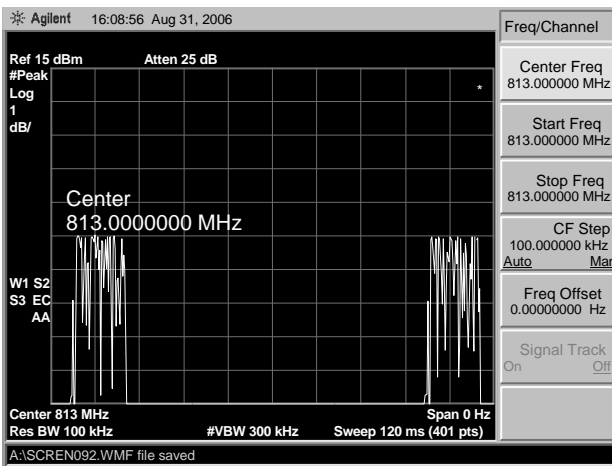 Agilent 16:08:56 Aug 31, 2006
Freq/Channel
Ref 15 dBm Atten 25 dB
#Peak
Log
1
dB/
*
Center
813.0000000 MHz
W1 S2
S3 EC
AA
Center 813 MHz Span 0 Hz
Res BW 100 kHz #VBW 300 kHz Sweep 120 ms (401 pts)
A:\SCREN092.WMF file saved
Center Freq
813.000000 MHz
Start Freq
813.000000 MHz
Stop Freq
813.000000 MHz
CF Step
100.000000 kHz
Auto Mar
Freq Offset
0.00000000 Hz
Signal Track
On Off